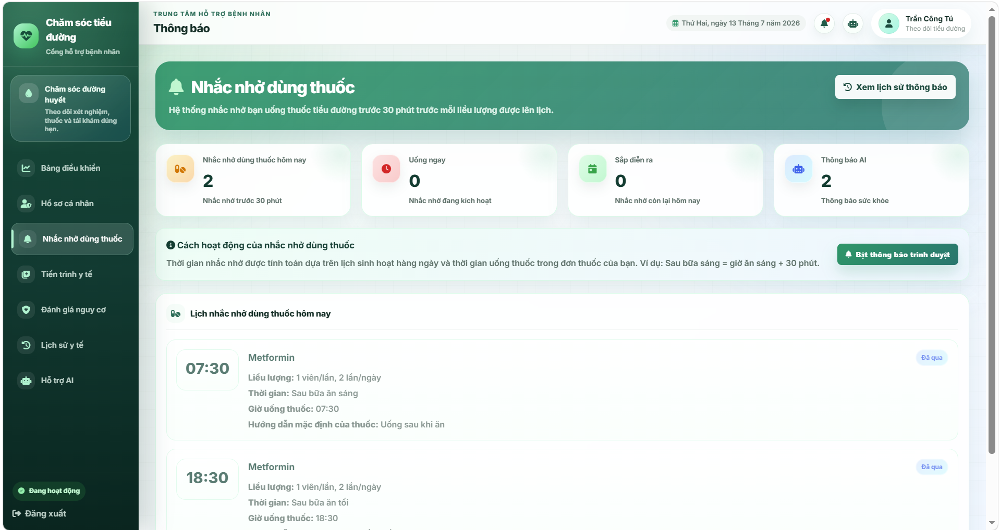 Chăm sóc tiểu
đường
Cổng hỗ trợ bệnh nhân
Chăm sóc đường
huyết
Theo dõi xét nghiệm,
thuốc và tái khám đúng
hẹn.
Bảng điều khiển
Hồ sơ cá nhân
Nhắc nhở dùng thuốc
Tiến trình y tế
Đánh giá nguy cơ
Lịch sử y tế
Hỗ trợ AI
Đang hoạt động
Đăng xuất
TRUNG TÂM HỖ TRỢ BỆNH NHÂN
Thông báo
Thứ Hai, ngày 13 Tháng 7 năm 2026
Trần Công Tú
Theo dõi tiểu đường
Nhắc nhở dùng thuốc
Hệ thống nhắc nhở bạn uống thuốc tiểu đường trước 30 phút trước mỗi liều lượng được lên lịch.
Xem lịch sử thông báo
Nhắc nhở dùng thuốc hôm nay
2
Nhắc nhở trước 30 phút
Uống ngay
0
Nhắc nhở đang kích hoạt
Sắp diễn ra
0
Nhắc nhở còn lại hôm nay
Thông báo AI
2
Thông báo sức khỏe
Cách hoạt động của nhắc nhở dùng thuốc
Thời gian nhắc nhở được tính toán dựa trên lịch sinh hoạt hàng ngày và thời gian uống thuốc trong đơn thuốc của bạn. Ví dụ: Sau bữa sáng = giờ ăn sáng + 30 phút.
Bật thông báo trình duyệt
Lịch nhắc nhở dùng thuốc hôm nay
07:30
Metformin
Đã qua
Liều lượng: 1 viên/lần, 2 lần/ngày
Thời gian: Sau bữa ăn sáng
Giờ uống thuốc: 07:30
Hướng dẫn mặc định của thuốc: Uống sau khi ăn
18:30
Metformin
Đã qua
Liều lượng: 1 viên/lần, 2 lần/ngày
Thời gian: Sau bữa ăn tối
Giờ uống thuốc: 18:30